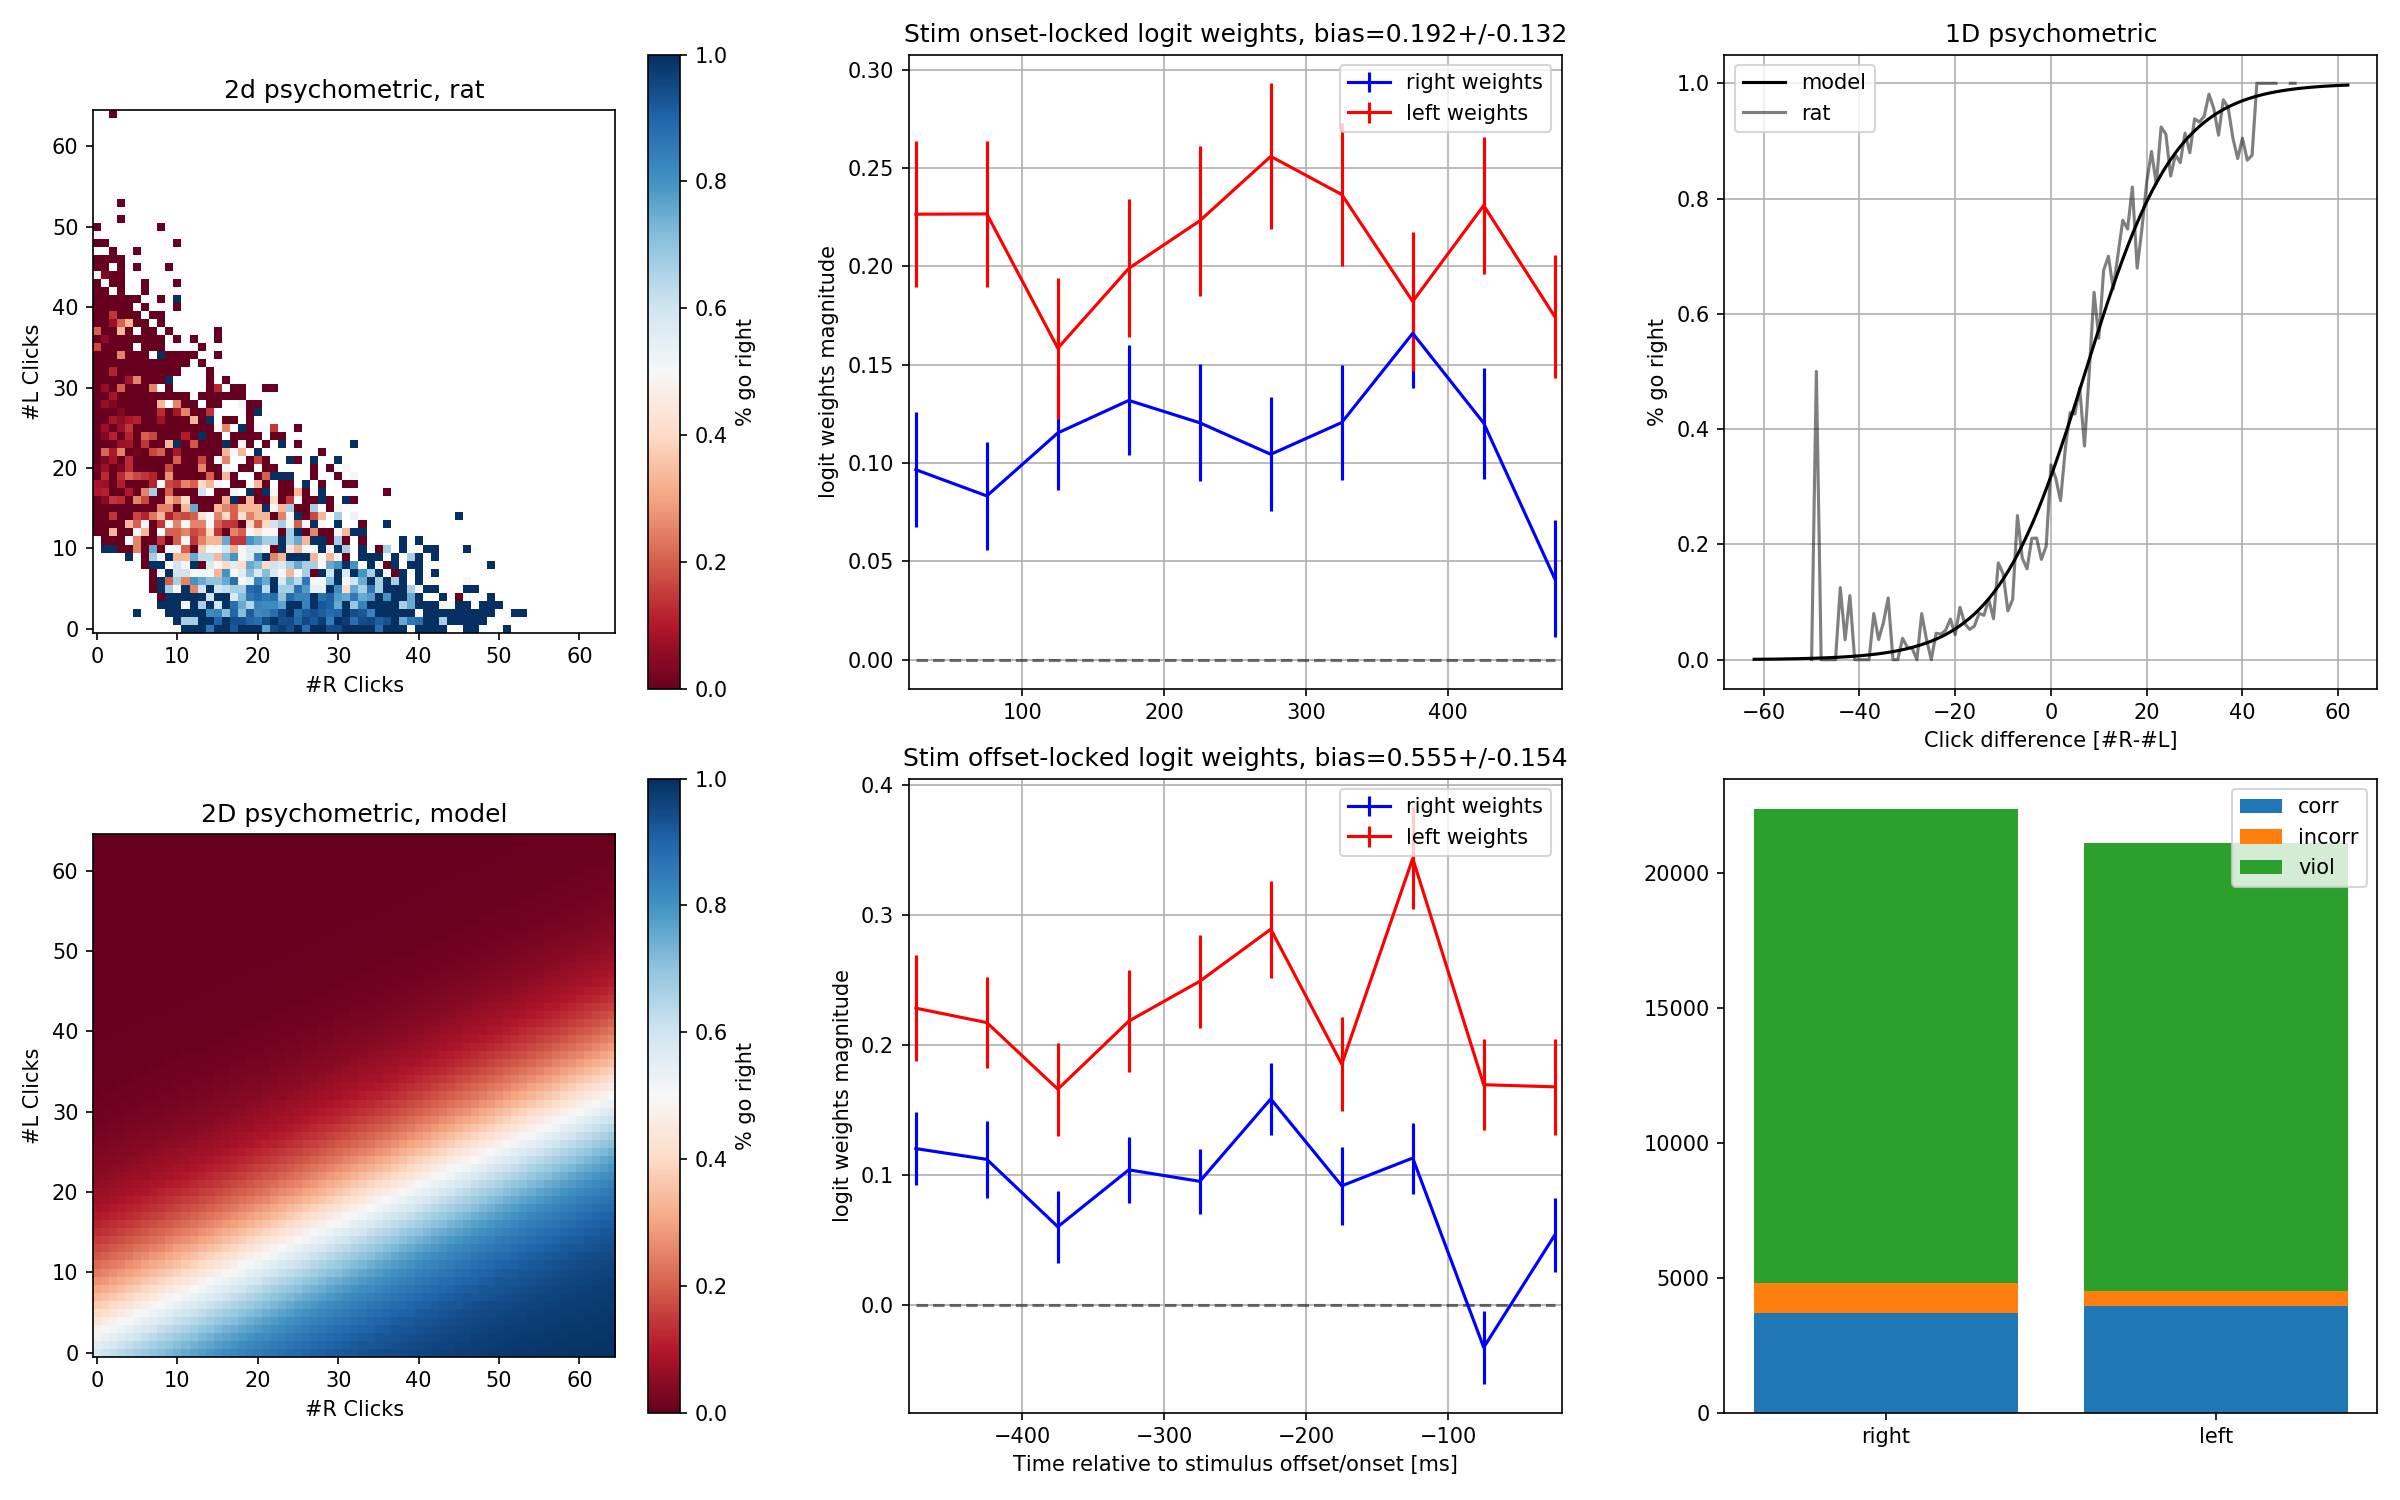 2d psychometric, rat
60
50
40
30
20
10
0
#L Clicks
0 10 20 30 40 50 60
#R Clicks
1.0
0.8
0.6
0.4
0.2
0.0
% go right
Stim onset-locked logit weights, bias=0.192+/-0.132
right weights
left weights
0.30
0.25
0.20
0.15
0.10
0.05
0.00
logit weights magnitude
100 200 300 400
1D psychometric
model
rat
1.0
0.8
0.6
0.4
0.2
0.0
% go right
−60 −40 −20 0 20 40 60
Click difference [#R-#L]
2D psychometric, model
60
50
40
30
20
10
0
#L Clicks
0 10 20 30 40 50 60
#R Clicks
1.0
0.8
0.6
0.4
0.2
0.0
% go right
Stim offset-locked logit weights, bias=0.555+/-0.154
right weights
left weights
0.4
0.3
0.2
0.1
0.0
logit weights magnitude
−400 −300 −200 −100
Time relative to stimulus offset/onset [ms]
corr
incorr
viol
20000
15000
10000
5000
0
right left